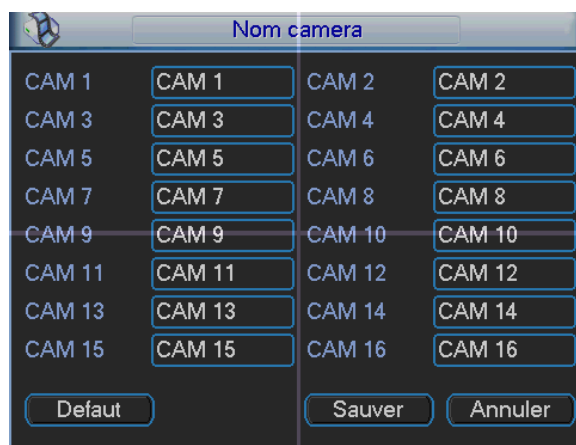 Nom camera
CAM 1 CAM 1 CAM 2 CAM 2
CAM 3 CAM 3 CAM 4 CAM 4
CAM 5 CAM 5 CAM 6 CAM 6
CAM 7 CAM 7 CAM 8 CAM 8
CAM 9 CAM 9 CAM 10 CAM 10
CAM 11 CAM 11 CAM 12 CAM 12
CAM 13 CAM 13 CAM 14 CAM 14
CAM 15 CAM 15 CAM 16 CAM 16
Defaut Sauver Annuler